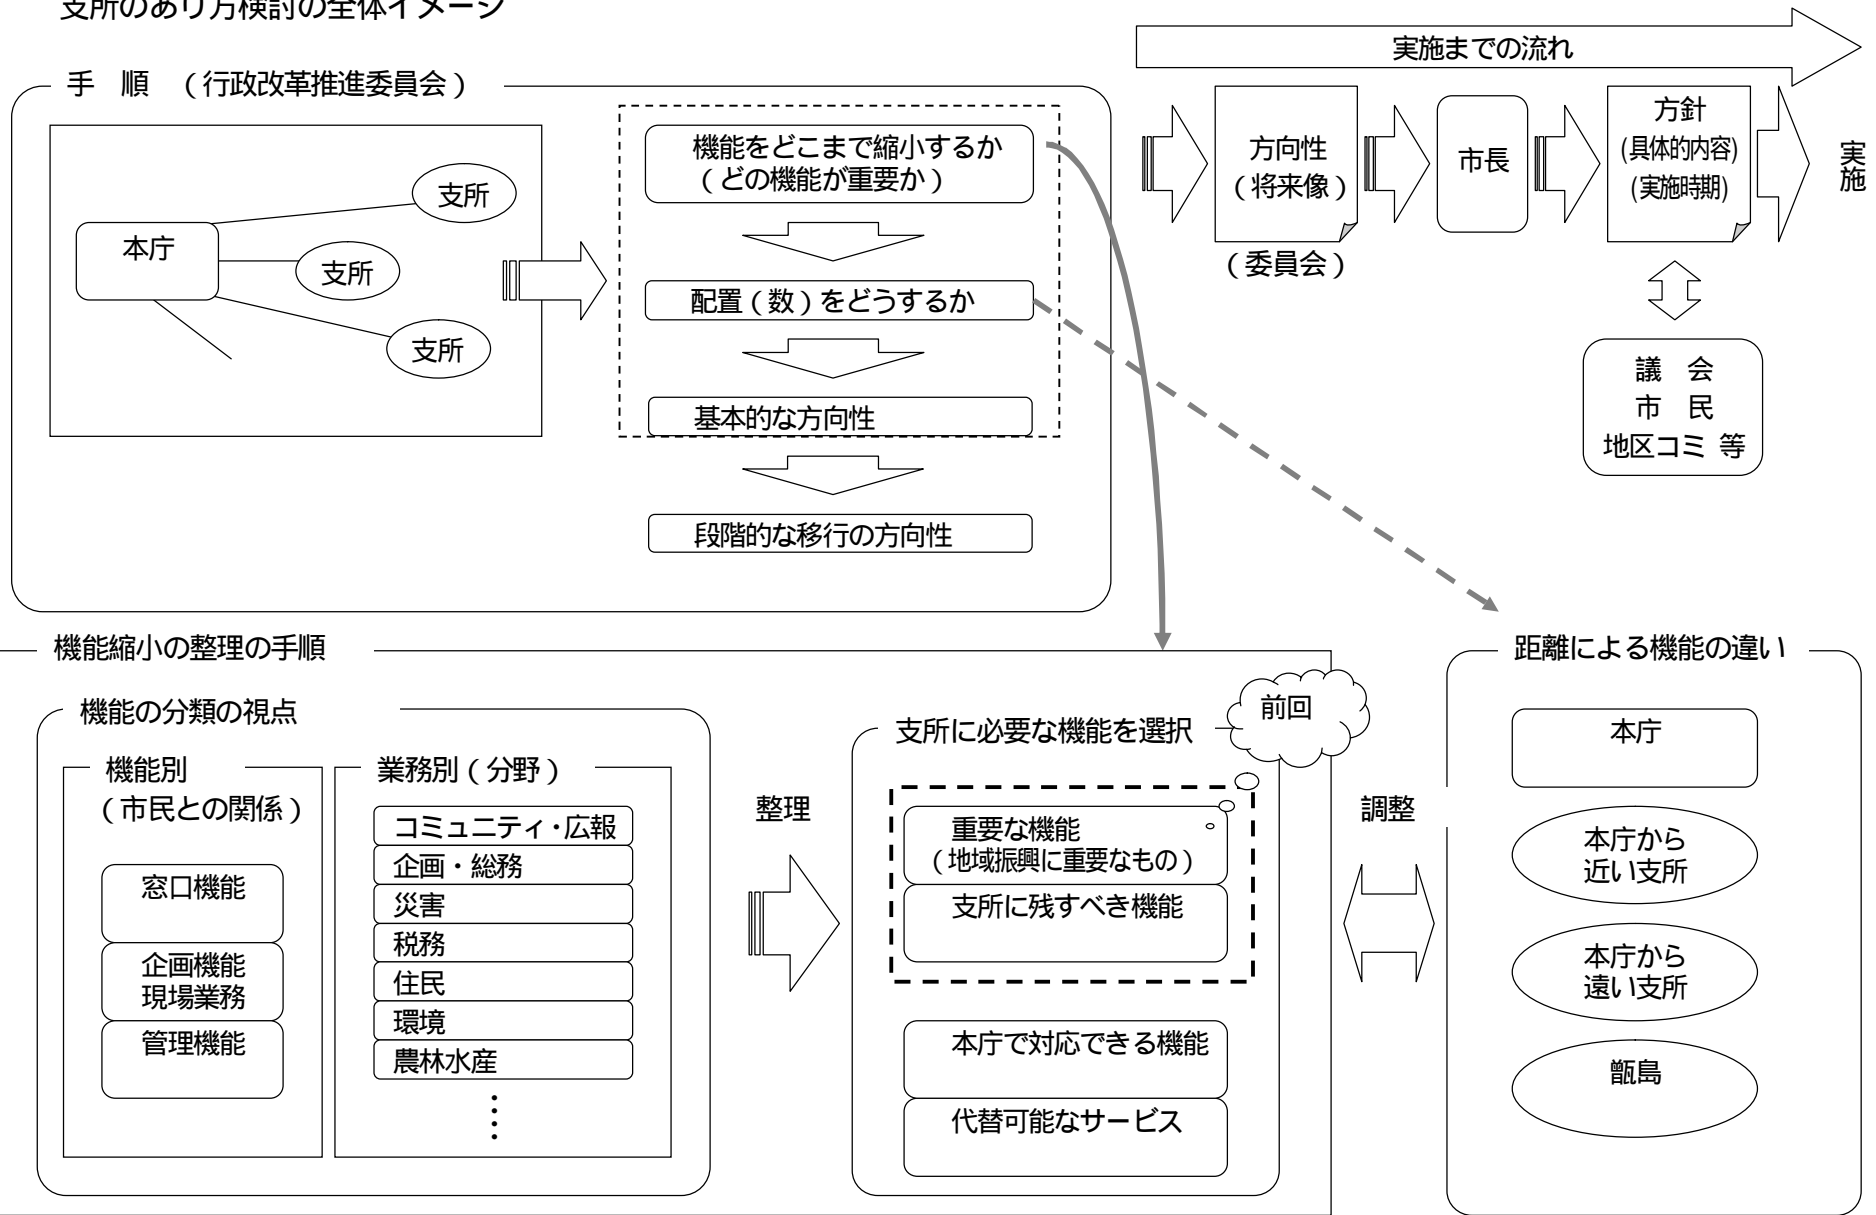 支所のあり方検討の全体イメージ
実施までの流れ
手　順　（行政改革推進委員会）
本庁
支所
支所
支所
機能をどこまで縮小するか
（どの機能が重要か）
配置（数）をどうするか
基本的な方向性
段階的な移行の方向性
方向性
（将来像）
（委員会）
市長
方針
(具体的内容)
(実施時期)
実施
議　会
市　民
地区コミ 等
機能縮小の整理の手順
機能の分類の視点
機能別
（市民との関係）
窓口機能
企画機能
現場業務
管理機能
業務別（分野）
コミュニティ・広報
企画・総務
災害
税務
住民
環境
農林水産
⋮
整理
支所に必要な機能を選択
前回
重要な機能
（地域振興に重要なもの）
支所に残すべき機能
本庁で対応できる機能
代替可能なサービス
調整
距離による機能の違い
本庁
本庁から
近い支所
本庁から
遠い支所
甑島